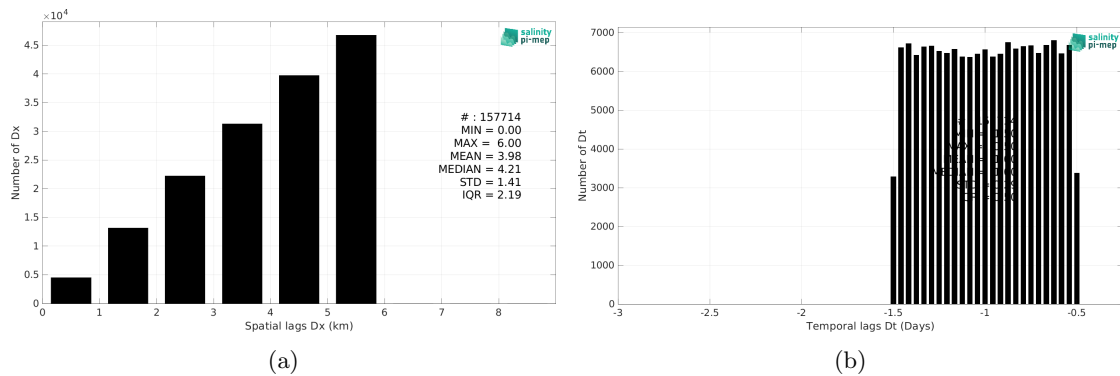 ×10⁴
4.5
4
3.5
3
2.5
2
1.5
1
0.5
0
Number of Dx
0 1 2 3 4 5 6 7 8
Spatial lags Dx (km)
salinity
pi-mep
# : 157714
MIN = 0.00
MAX = 6.00
MEAN = 3.98
MEDIAN = 4.21
STD = 1.41
IQR = 2.19
(a)
7000
6000
5000
4000
3000
2000
1000
0
Number of Dt
-3 -2.5 -2 -1.5 -1 -0.5
Temporal lags Dt (Days)
salinity
pi-mep
(b)